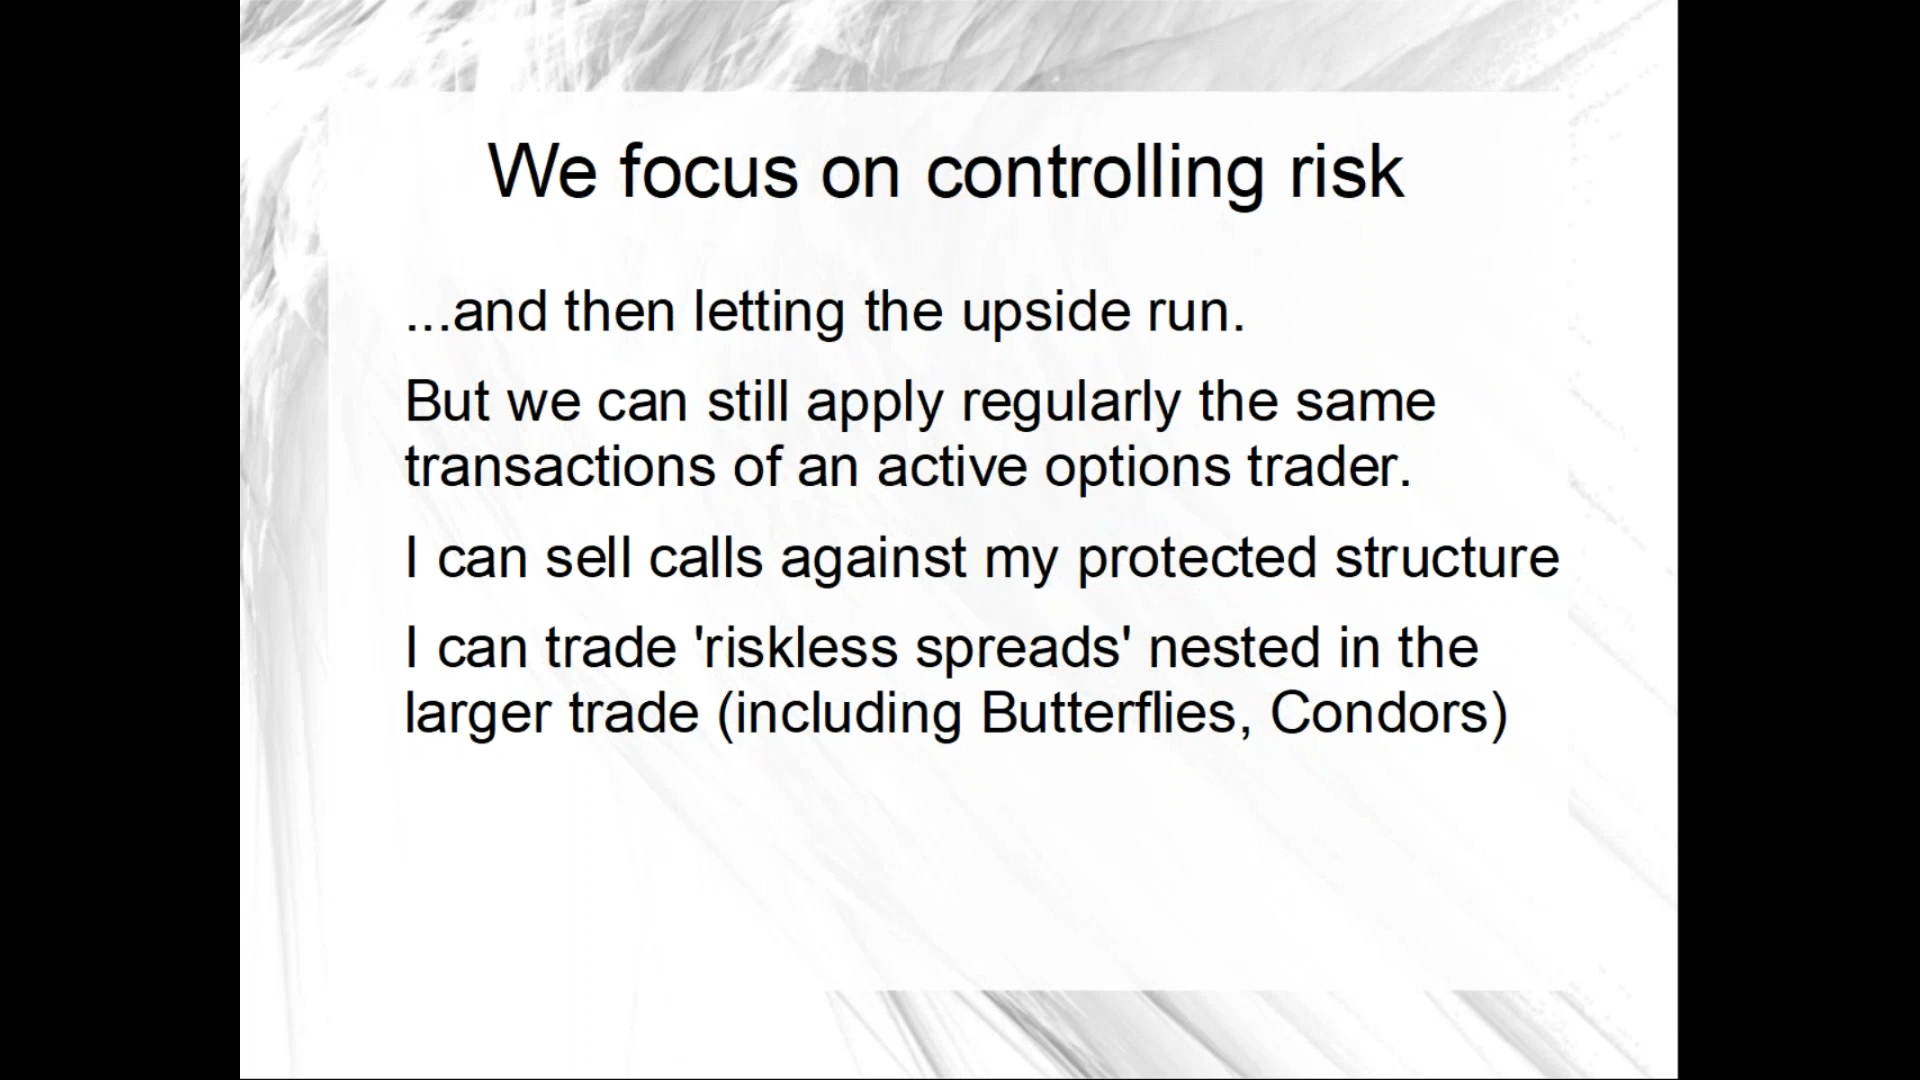 We focus on controlling risk
...and then letting the upside run.
But we can still apply regularly the same
transactions of an active options trader.
I can sell calls against my protected structure
I can trade 'riskless spreads' nested in the
larger trade (including Butterflies, Condors)